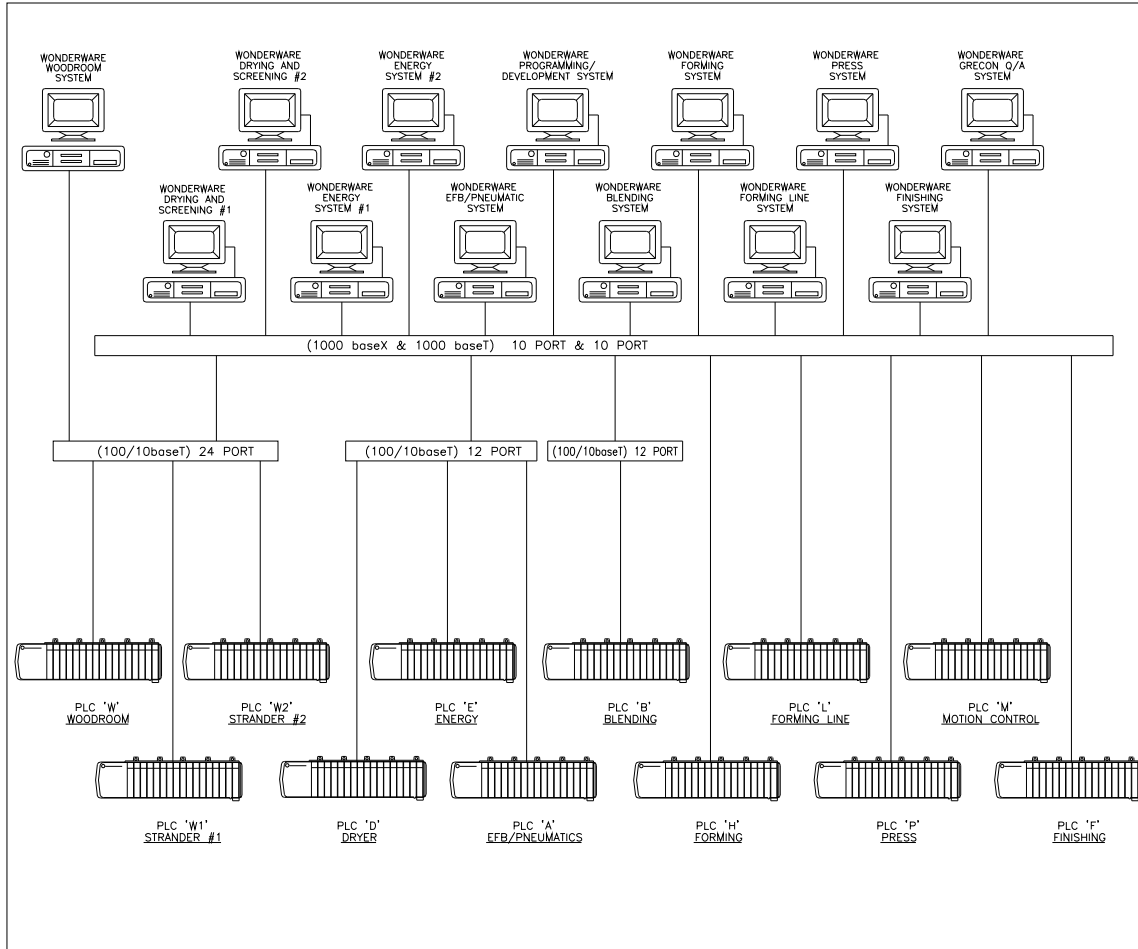 WONDERWARE
WOODROOM
SYSTEM
WONDERWARE
DRYING AND
SCREENING #2
WONDERWARE
ENERGY
SYSTEM #2
WONDERWARE
PROGRAMMING/
DEVELOPMENT SYSTEM
WONDERWARE
FORMING
SYSTEM
WONDERWARE
PRESS
SYSTEM
WONDERWARE
GRECON Q/A
SYSTEM
WONDERWARE
DRYING AND
SCREENING #1
WONDERWARE
ENERGY
SYSTEM #1
WONDERWARE
EFB/PNEUMATIC
SYSTEM
WONDERWARE
BLENDING
SYSTEM
WONDERWARE
FORMING LINE
SYSTEM
WONDERWARE
FINISHING
SYSTEM
(1000 baseX & 1000 baseT) 10 PORT & 10 PORT
(100/10baseT) 24 PORT
(100/10baseT) 12 PORT
(100/10baseT) 12 PORT
PLC 'W'
WOODROOM
PLC 'W2'
STRANDER #2
PLC 'E'
ENERGY
PLC 'B'
BLENDING
PLC 'L'
FORMING LINE
PLC 'M'
MOTION CONTROL
PLC 'W1'
STRANDER #1
PLC 'D'
DRYER
PLC 'A'
EFB/PNEUMATICS
PLC 'H'
FORMING
PLC 'P'
PRESS
PLC 'F'
FINISHING